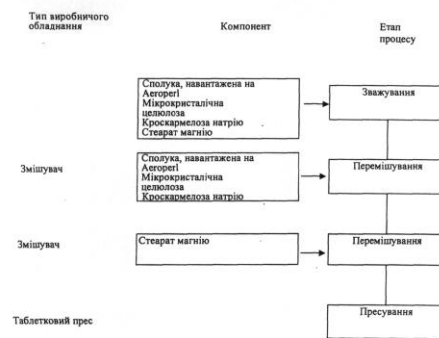 Тип виробничого
обладнання
Компонент
Етап
процесу
Сполука, навантажена на
Aeroperl
Мікрокристалічна
целюлоза
Кроскармелоза натрію
Стеарат магнію
Зважування
Змішувач
Сполука, навантажена на
Aeroperl
Мікрокристалічна
целюлоза
Кроскармелоза натрію
Перемішування
Змішувач
Стеарат магнію
Перемішування
Таблетковий прес
Пресування